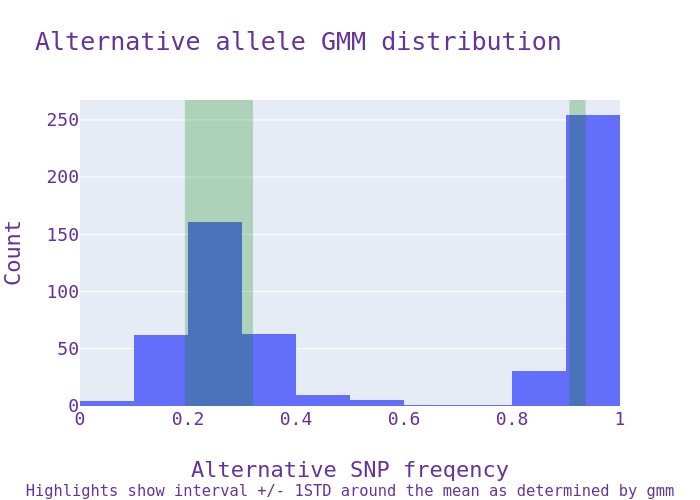 Alternative allele GMM distribution
250
200
150
100
50
0
Count
0 0.2 0.4 0.6 0.8 1
Alternative SNP freqency
Highlights show interval +/- 1STD around the mean as determined by gmm